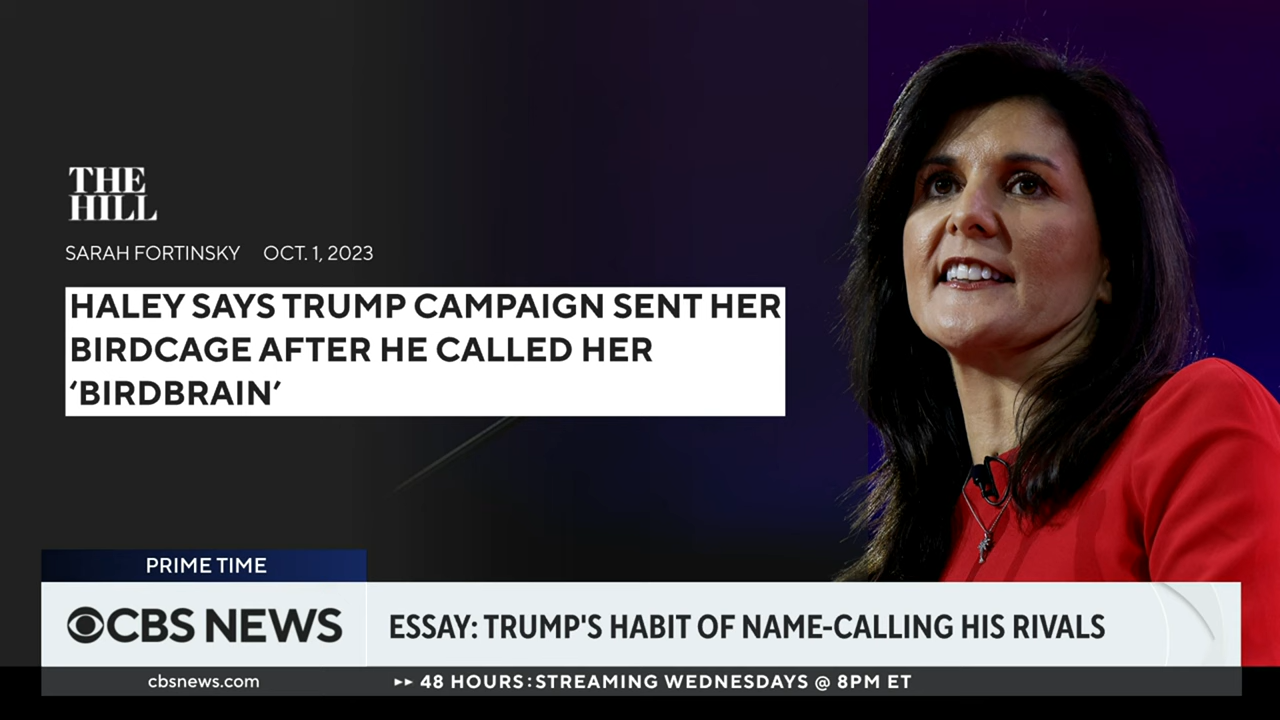 THE
HILL
SARAH FORTINSKY OCT. 1, 2023
HALEY SAYS TRUMP CAMPAIGN SENT HER
BIRDCAGE AFTER HE CALLED HER
‘BIRDBRAIN’
PRIME TIME
CBS NEWS
ESSAY: TRUMP'S HABIT OF NAME-CALLING HIS RIVALS
cbsnews.com
48 HOURS: STREAMING WEDNESDAYS @ 8PM ET